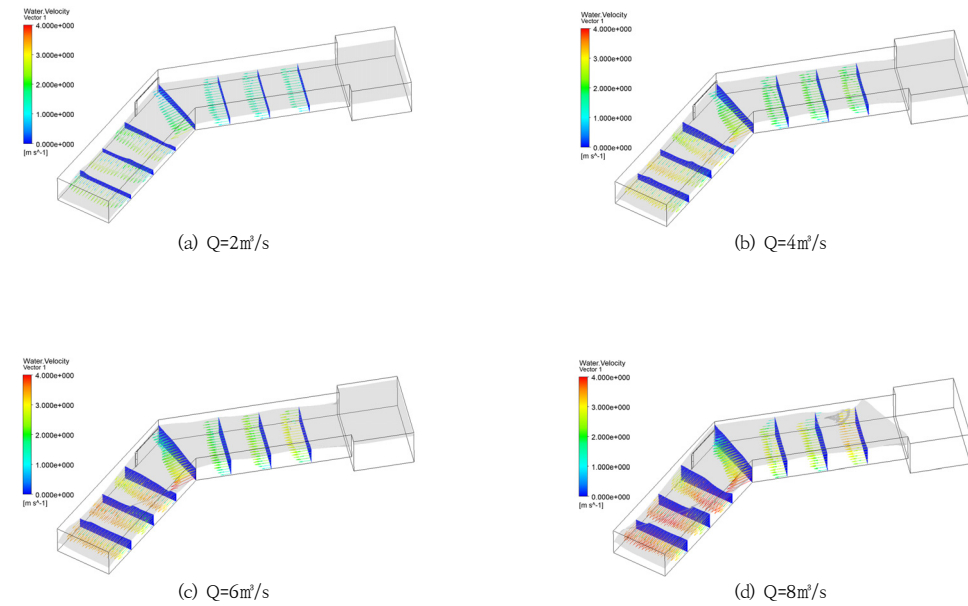 Water.Velocity
Vector 1
4.000e+000
3.000e+000
2.000e+000
1.000e+000
0.000e+000
[m s^-1]
(a) Q=2㎥/s
Water.Velocity
Vector 1
4.000e+000
3.000e+000
2.000e+000
1.000e+000
0.000e+000
[m s^-1]
(b) Q=4㎥/s
Water.Velocity
Vector 1
4.000e+000
3.000e+000
2.000e+000
1.000e+000
0.000e+000
[m s^-1]
(c) Q=6㎥/s
Water.Velocity
Vector 1
4.000e+000
3.000e+000
2.000e+000
1.000e+000
0.000e+000
[m s^-1]
(d) Q=8㎥/s